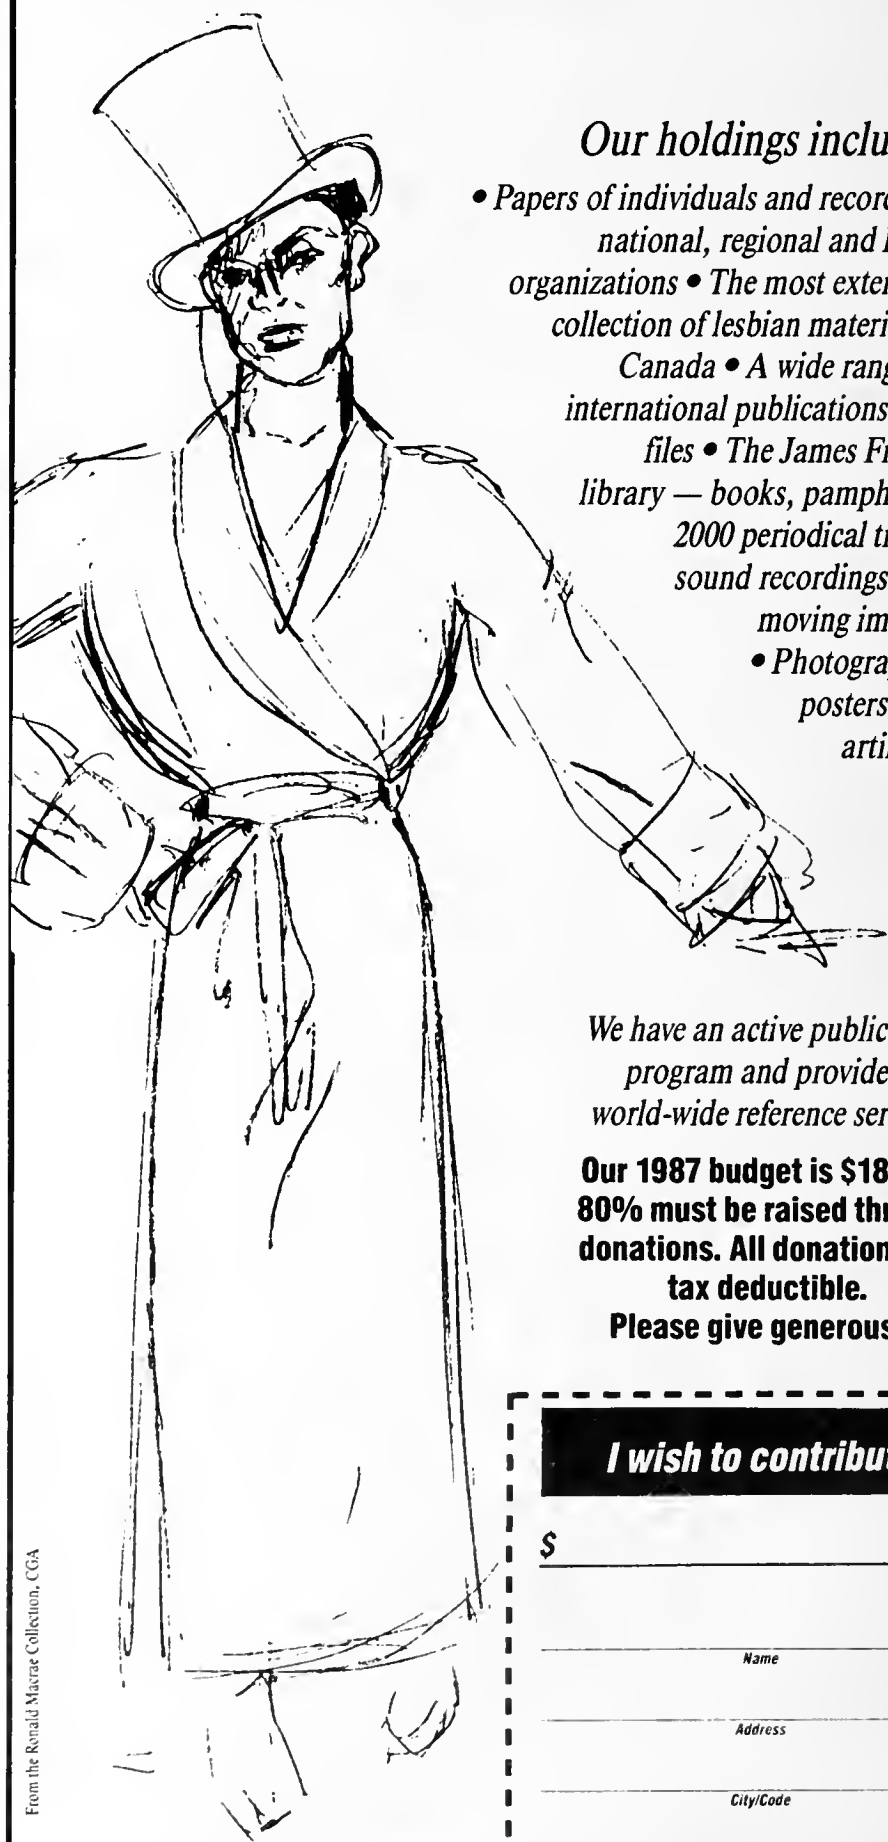 Our holdings inclu
• Papers of individuals and recor
national, regional and
organizations • The most exte
collection of lesbian materi
Canada • A wide rang
international publications
files • The James Fr
library — books, pamph
2000 periodical ti
sound recordings
moving im
• Photogra
posters
arti
We have an active public
program and provide
world-wide reference ser
Our 1987 budget is $18
80% must be raised thr
donations. All donation
tax deductible.
Please give generous
I wish to contribu
$
Name
Address
City/Code
From the Ronald Macrae Collection, CGA